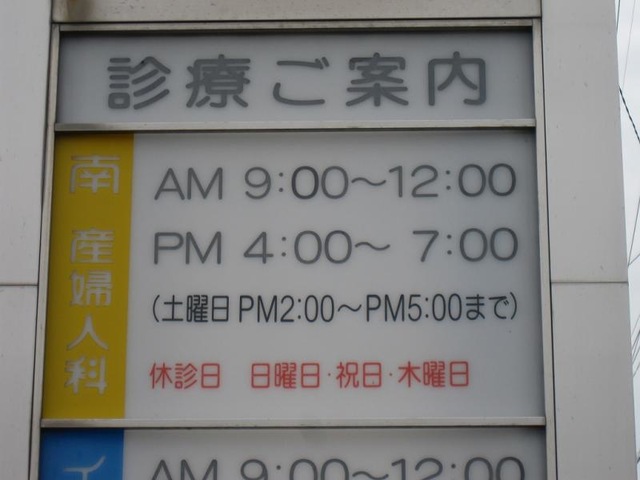 診療ご案内
南産婦人科
AM 9:00～12:00
PM 4:00～ 7:00
(土曜日 PM2:00～PM5:00まで)
休診日 日曜日・祝日・木曜日
AM 9:00～12:00